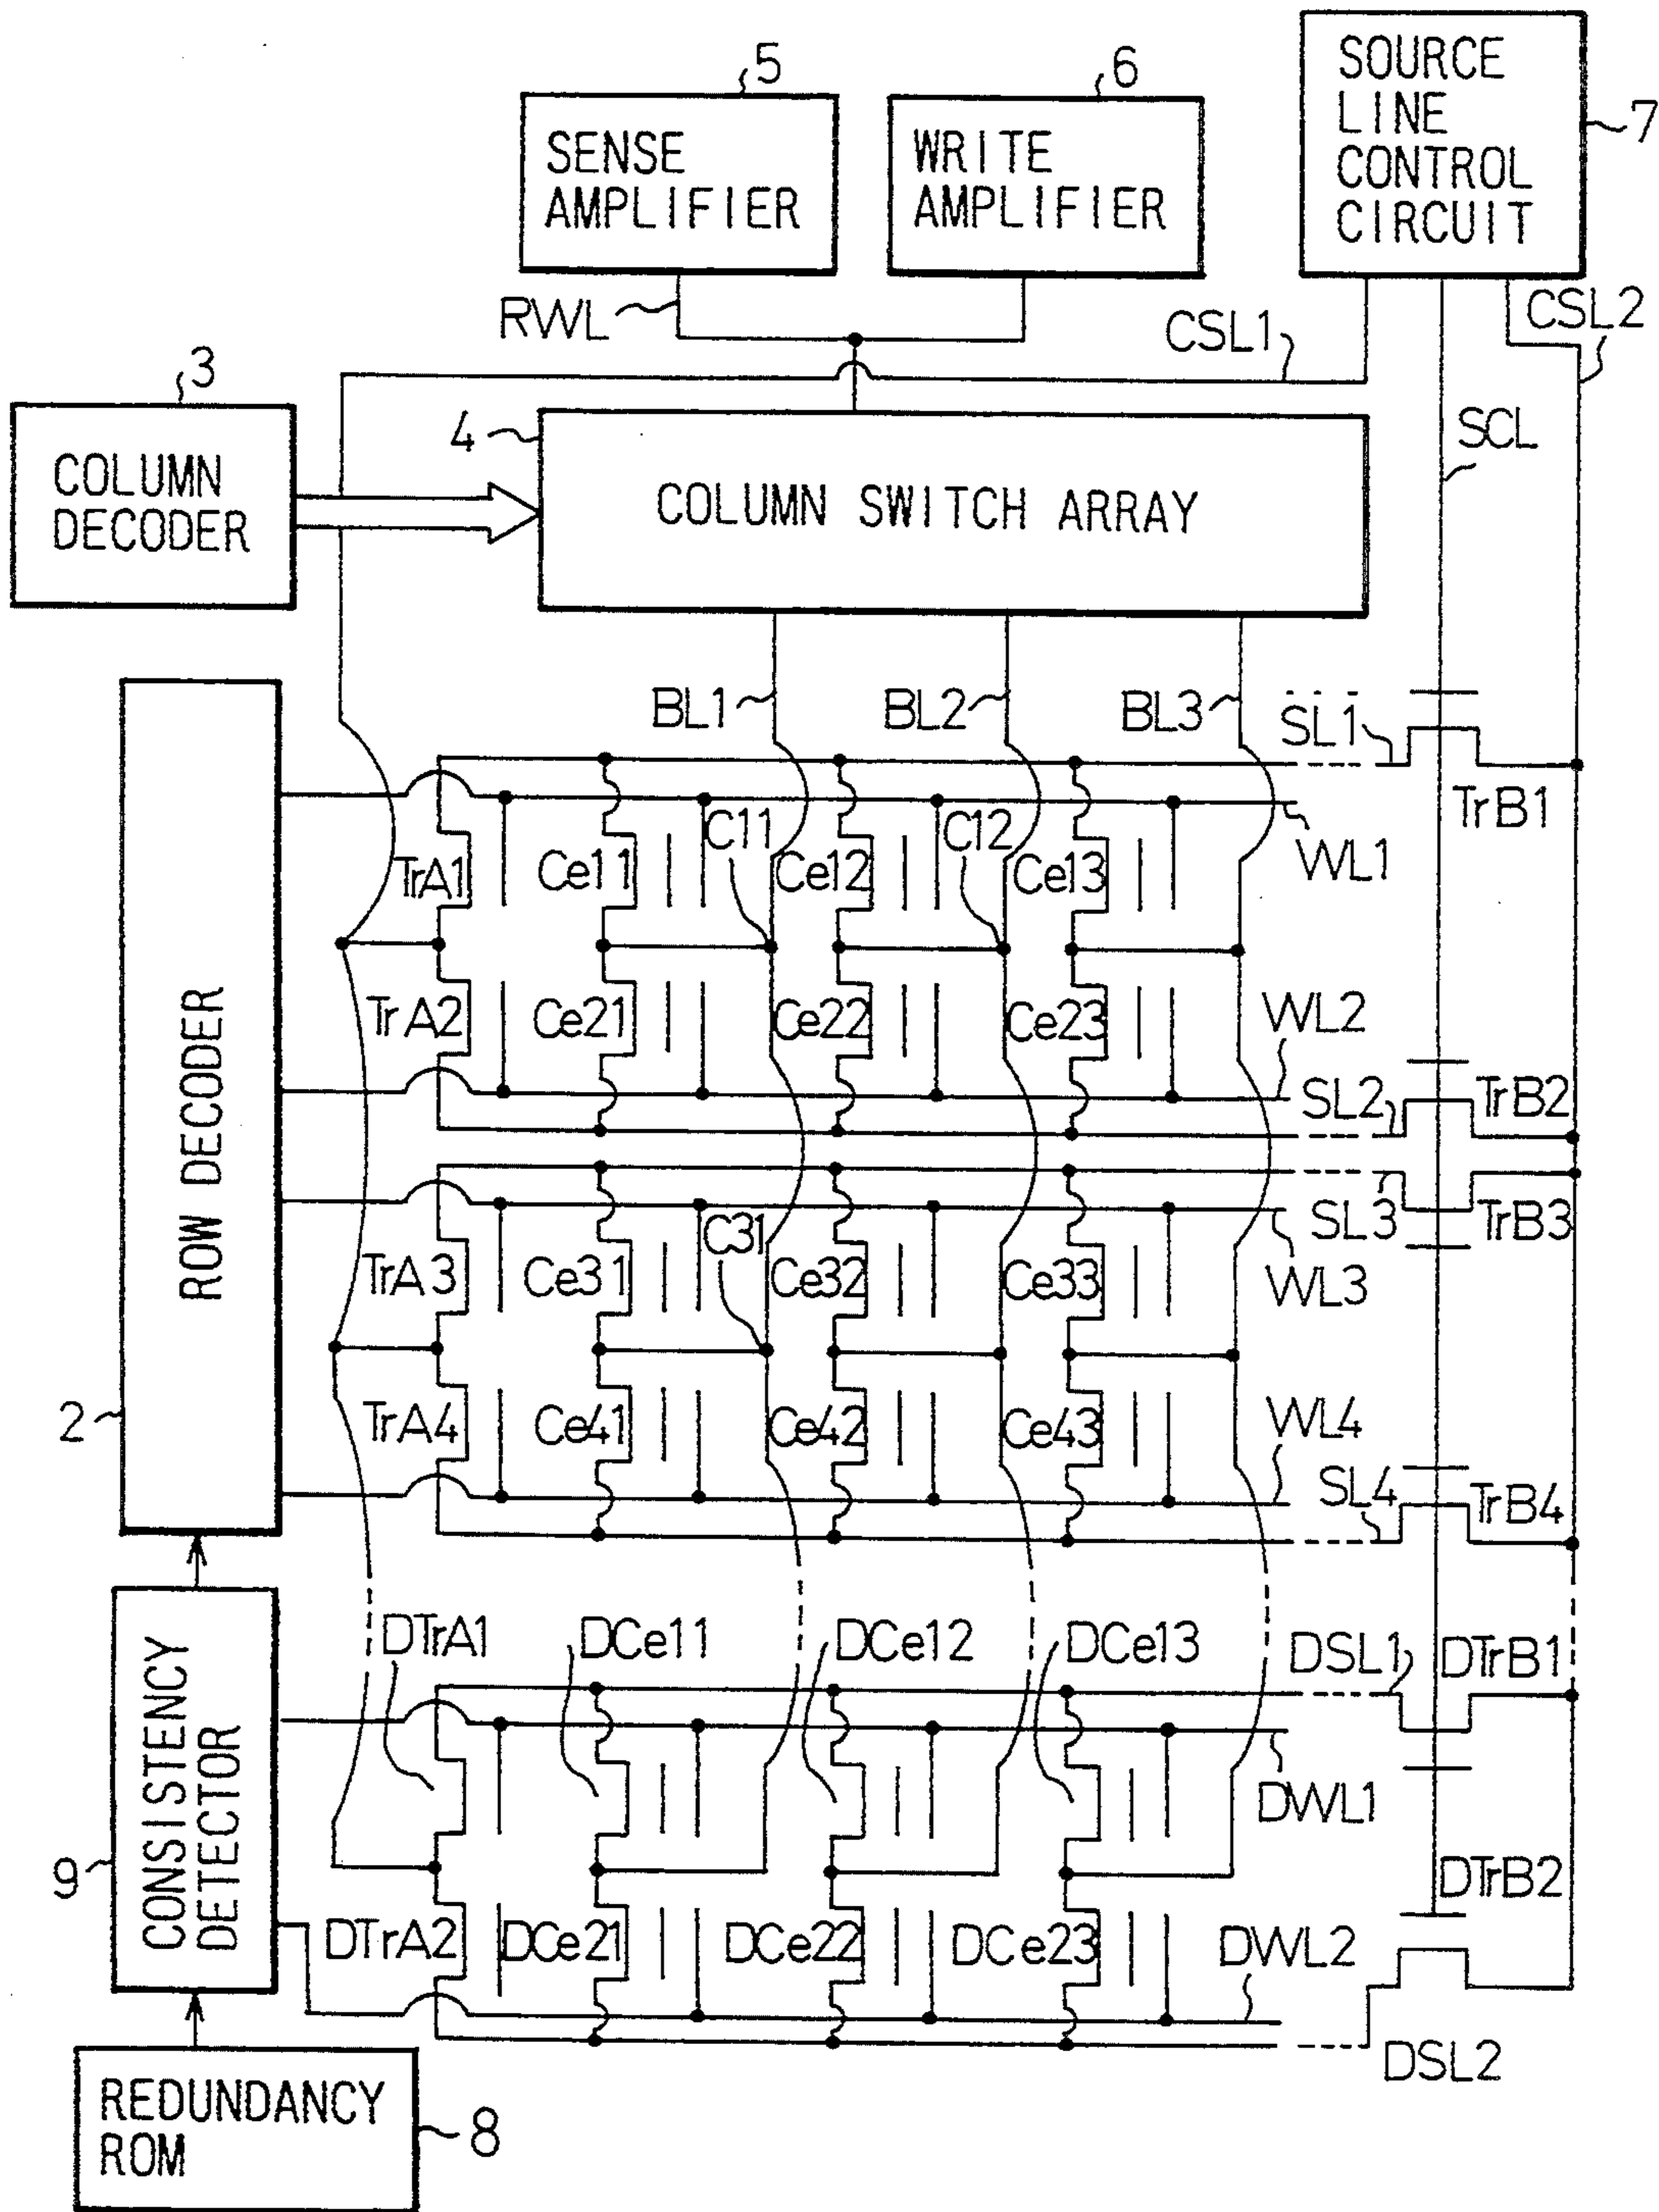 5
6
SENSE
AMPLIFIER
WRITE
AMPLIFIER
SOURCE
LINE
CONTROL
CIRCUIT
7
RWL
CSL1
CSL2
3
COLUMN
DECODER
4
COLUMN SWITCH ARRAY
SCL
BL1
BL2
BL3
SL1
TrB1
C11
C12
WL1
TrA1
Ce11
Ce12
Ce13
TrA2
Ce21
Ce22
Ce23
WL2
SL2
TrB2
ROW DECODER
2
C31
SL3
TrB3
WL3
TrA3
Ce31
Ce32
Ce33
TrA4
Ce41
Ce42
Ce43
WL4
SL4
TrB4
DTrA1
DCe11
DCe12
DCe13
DSL1
DTrB1
DWL1
CONSISTENCY
DETECTOR
9
DTrB2
DTrA2
DCe21
DCe22
DCe23
DWL2
DSL2
REDUNDANCY
ROM
8